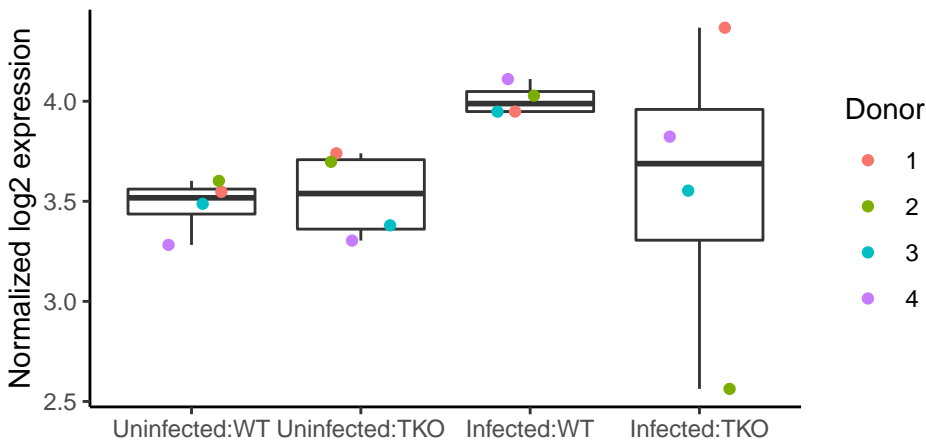 Normalized log2 expression
4.0
3.5
3.0
2.5
Uninfected:WT
Uninfected:TKO
Infected:WT
Infected:TKO
Donor
1
2
3
4